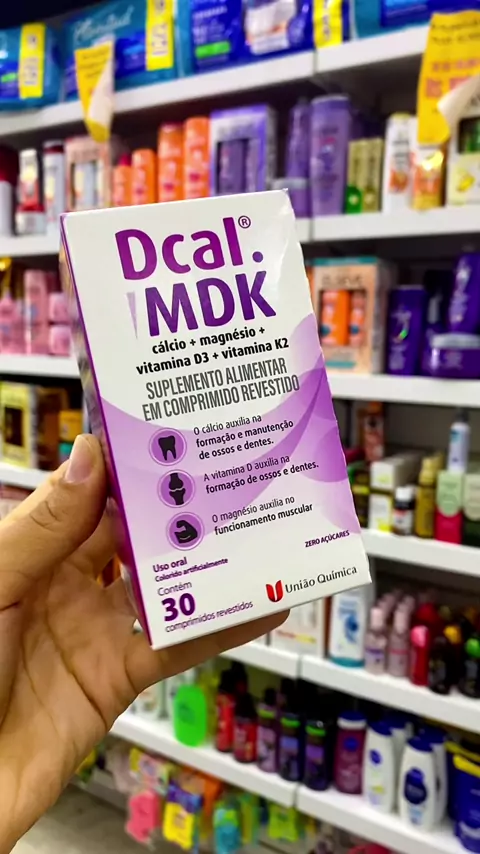 Dcal.®
MDK
cálcio + magnésio +
vitamina D3 + vitamina K2
SUPLEMENTO ALIMENTAR
EM COMPRIMIDO REVESTIDO
O cálcio auxilia na
formação e manutenção
de ossos e dentes.
A vitamina D auxilia na
formação de ossos e dentes.
O magnésio auxilia no
funcionamento muscular
ZERO AÇÚCARES
Uso oral
Colorido artificialmente
Contém
30
comprimidos revestidos
União Química